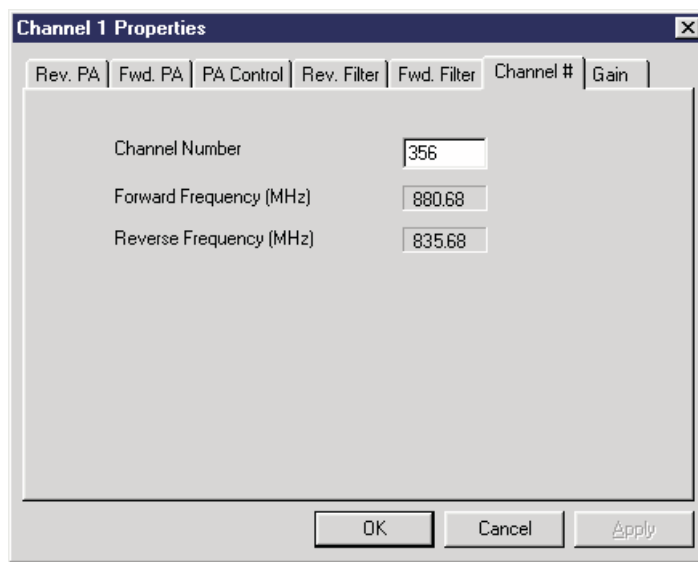 Channel 1 Properties
Rev. PA Fwd. PA PA Control Rev. Filter Fwd. Filter Channel # Gain
Channel Number 356
Forward Frequency (MHz) 880.68
Reverse Frequency (MHz) 835.68
OK Cancel Apply